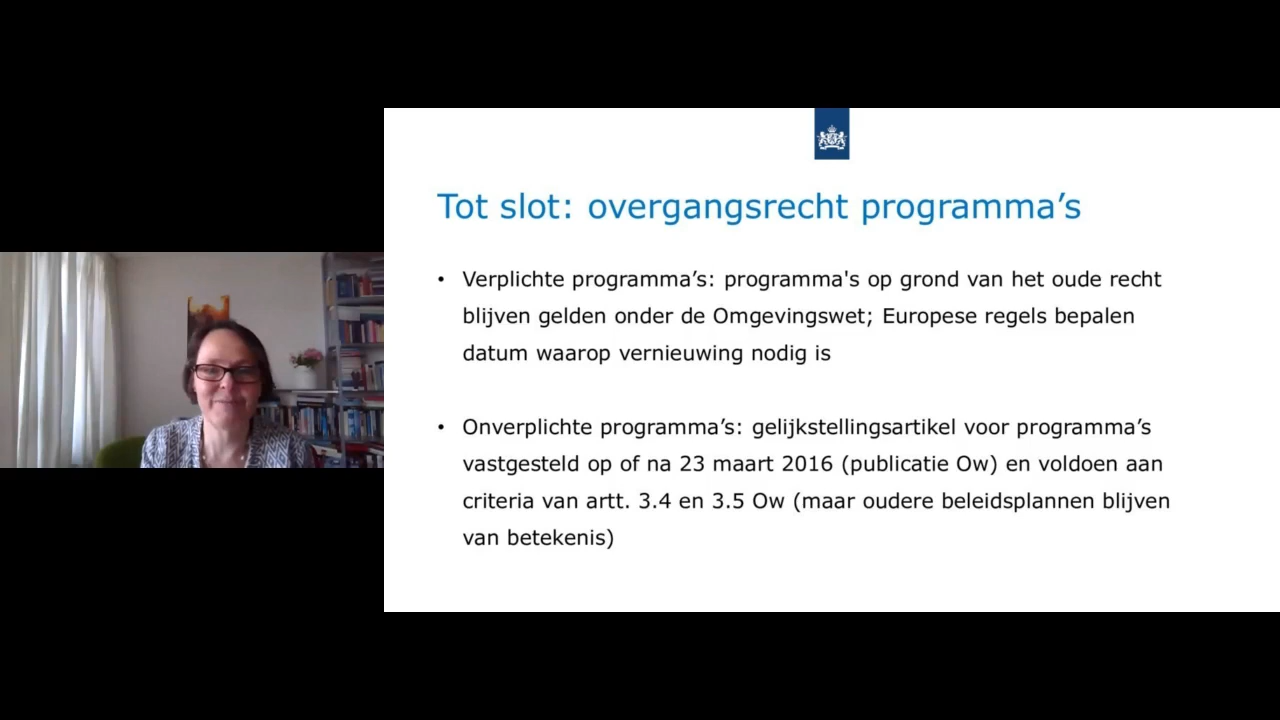 Tot slot: overgangsrecht programma’s
• Verplichte programma’s: programma's op grond van het oude recht
blijven gelden onder de Omgevingswet; Europese regels bepalen
datum waarop vernieuwing nodig is
• Onverplichte programma’s: gelijkstellingsartikel voor programma’s
vastgesteld op of na 23 maart 2016 (publicatie Ow) en voldoen aan
criteria van artt. 3.4 en 3.5 Ow (maar oudere beleidsplannen blijven
van betekenis)